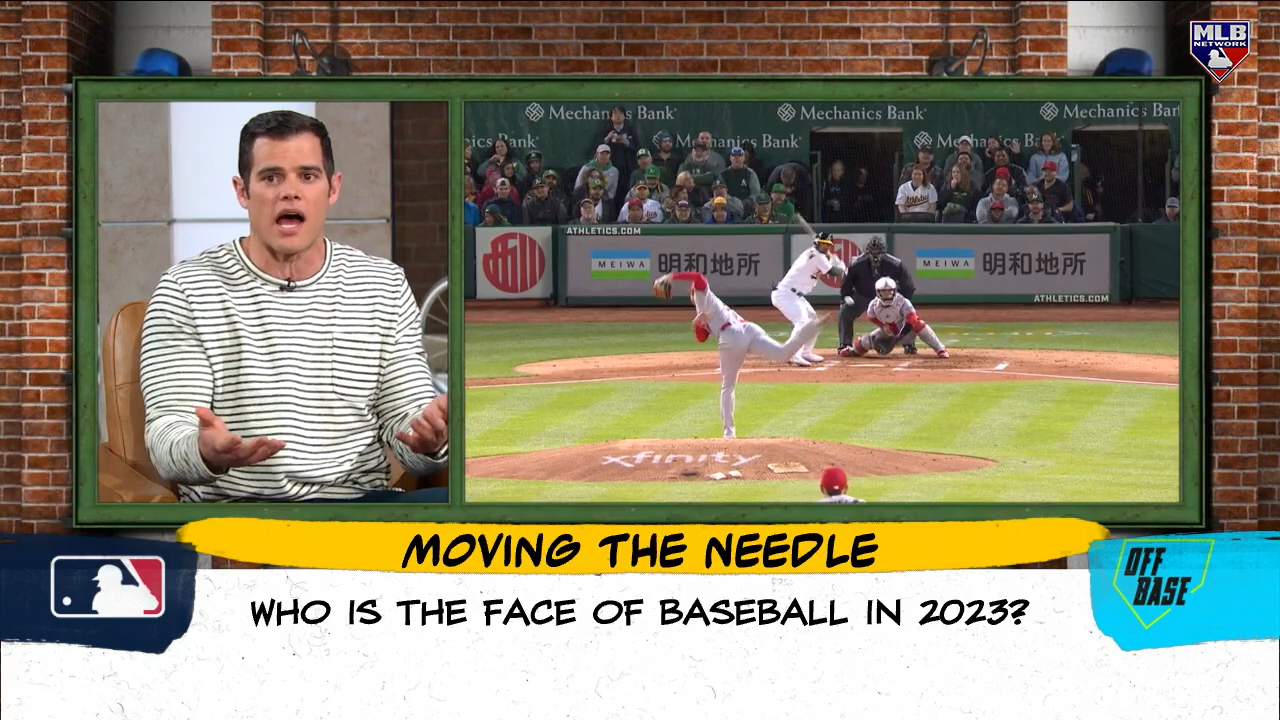 MLB
NETWORK
Mechanics Bank
Mechanics Bank
Mechanics Ban
ics Bank
Mechanics Bank
Mechanics Bank
ATHLETICS.COM
MEIWA 明和地所
MEIWA 明和地所
ATHLETICS.COM
xfinity
MOVING THE NEEDLE
WHO IS THE FACE OF BASEBALL IN 2023?
OFF
BASE